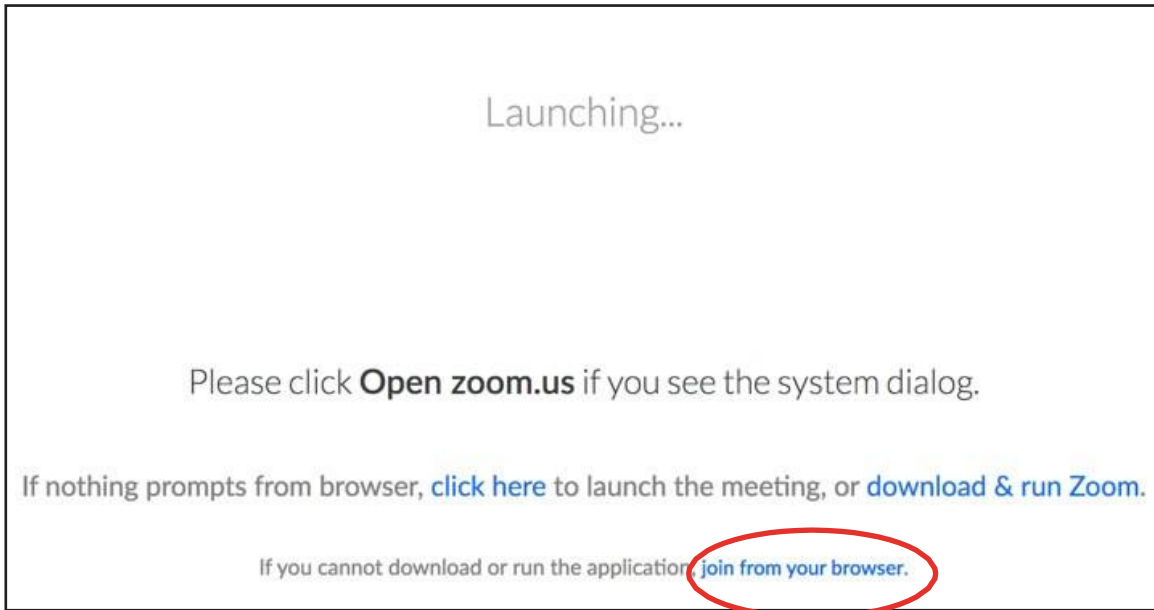 Launching...
Please click Open zoom.us if you see the system dialog.
If nothing prompts from browser, click here to launch the meeting, or download & run Zoom.
If you cannot download or run the application, join from your browser.